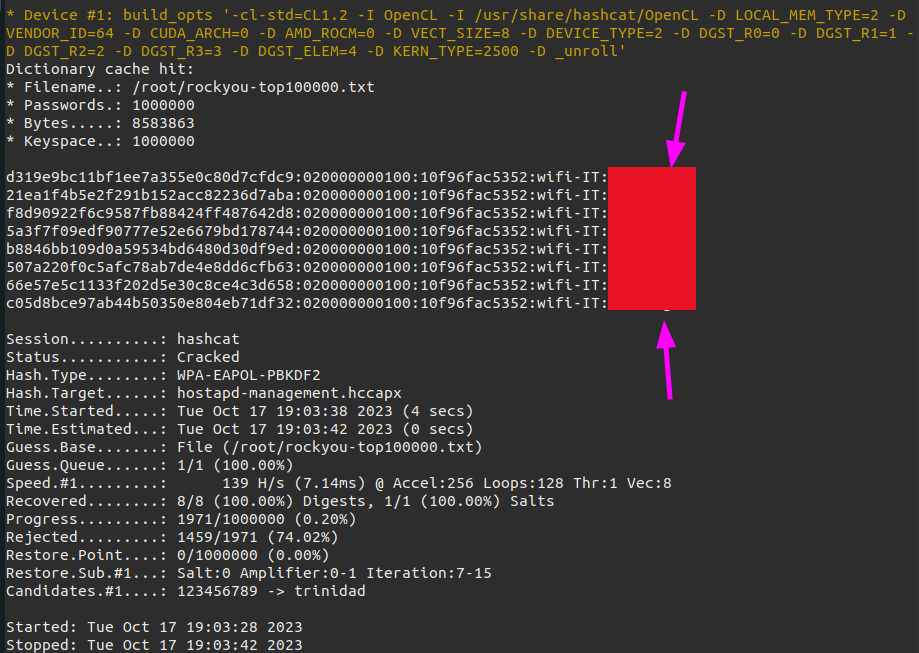 * Device #1: build_opts '-cl-std=CL1.2 -I OpenCL -I /usr/share/hashcat/OpenCL -D LOCAL_MEM_TYPE=2 -D
VENDOR_ID=64 -D CUDA_ARCH=0 -D AMD_ROCM=0 -D VECT_SIZE=8 -D DEVICE_TYPE=2 -D DGST_R0=0 -D DGST_R1=1 -
D DGST_R2=2 -D DGST_R3=3 -D DGST_ELEM=4 -D KERN_TYPE=2500 -D _unroll'
Dictionary cache hit:
* Filename..: /root/rockyou-top100000.txt
* Passwords.: 1000000
* Bytes.....: 8583863
* Keyspace..: 1000000
d319e9bc11bf1ee7a355e0c80d7cfdc9:020000000100:10f96fac5352:wifi-IT:
21ea1f4b5e2f291b152acc82236d7aba:020000000100:10f96fac5352:wifi-IT:
f8d90922f6c9587fb88424ff487642d8:020000000100:10f96fac5352:wifi-IT:
5a3f7f09edf90777e52e6679bd178744:020000000100:10f96fac5352:wifi-IT:
b8846bb109d0a59534bd6480d30df9ed:020000000100:10f96fac5352:wifi-IT:
507a220f0c5afc78ab7de4e8dd6cfb63:020000000100:10f96fac5352:wifi-IT:
66e57e5c1133f202d5e30c8ce4c3d658:020000000100:10f96fac5352:wifi-IT:
c05d8bce97ab44b50350e804eb71df32:020000000100:10f96fac5352:wifi-IT:
Session..........: hashcat
Status...........: Cracked
Hash.Type........: WPA-EAPOL-PBKDF2
Hash.Target......: hostapd-management.hccapx
Time.Started.....: Tue Oct 17 19:03:38 2023 (4 secs)
Time.Estimated...: Tue Oct 17 19:03:42 2023 (0 secs)
Guess.Base.......: File (/root/rockyou-top100000.txt)
Guess.Queue......: 1/1 (100.00%)
Speed.#1.........:      139 H/s (7.14ms) @ Accel:256 Loops:128 Thr:1 Vec:8
Recovered........: 8/8 (100.00%) Digests, 1/1 (100.00%) Salts
Progress.........: 1971/1000000 (0.20%)
Rejected.........: 1459/1971 (74.02%)
Restore.Point....: 0/1000000 (0.00%)
Restore.Sub.#1...: Salt:0 Amplifier:0-1 Iteration:7-15
Candidates.#1....: 123456789 -> trinidad
Started: Tue Oct 17 19:03:28 2023
Stopped: Tue Oct 17 19:03:42 2023